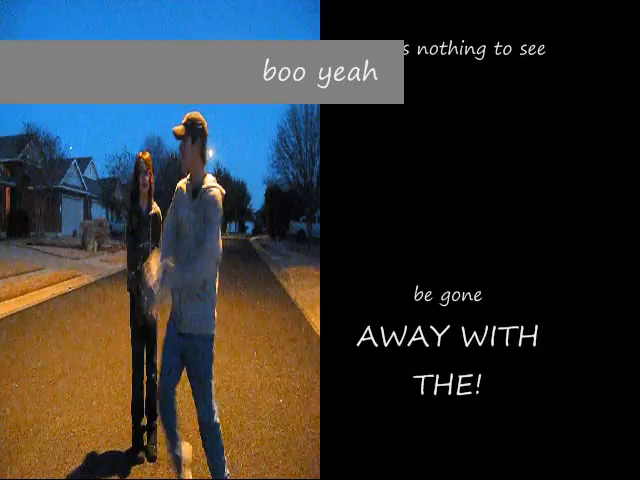 boo yeah
nothing to see
be gone
AWAY WITH
THE!